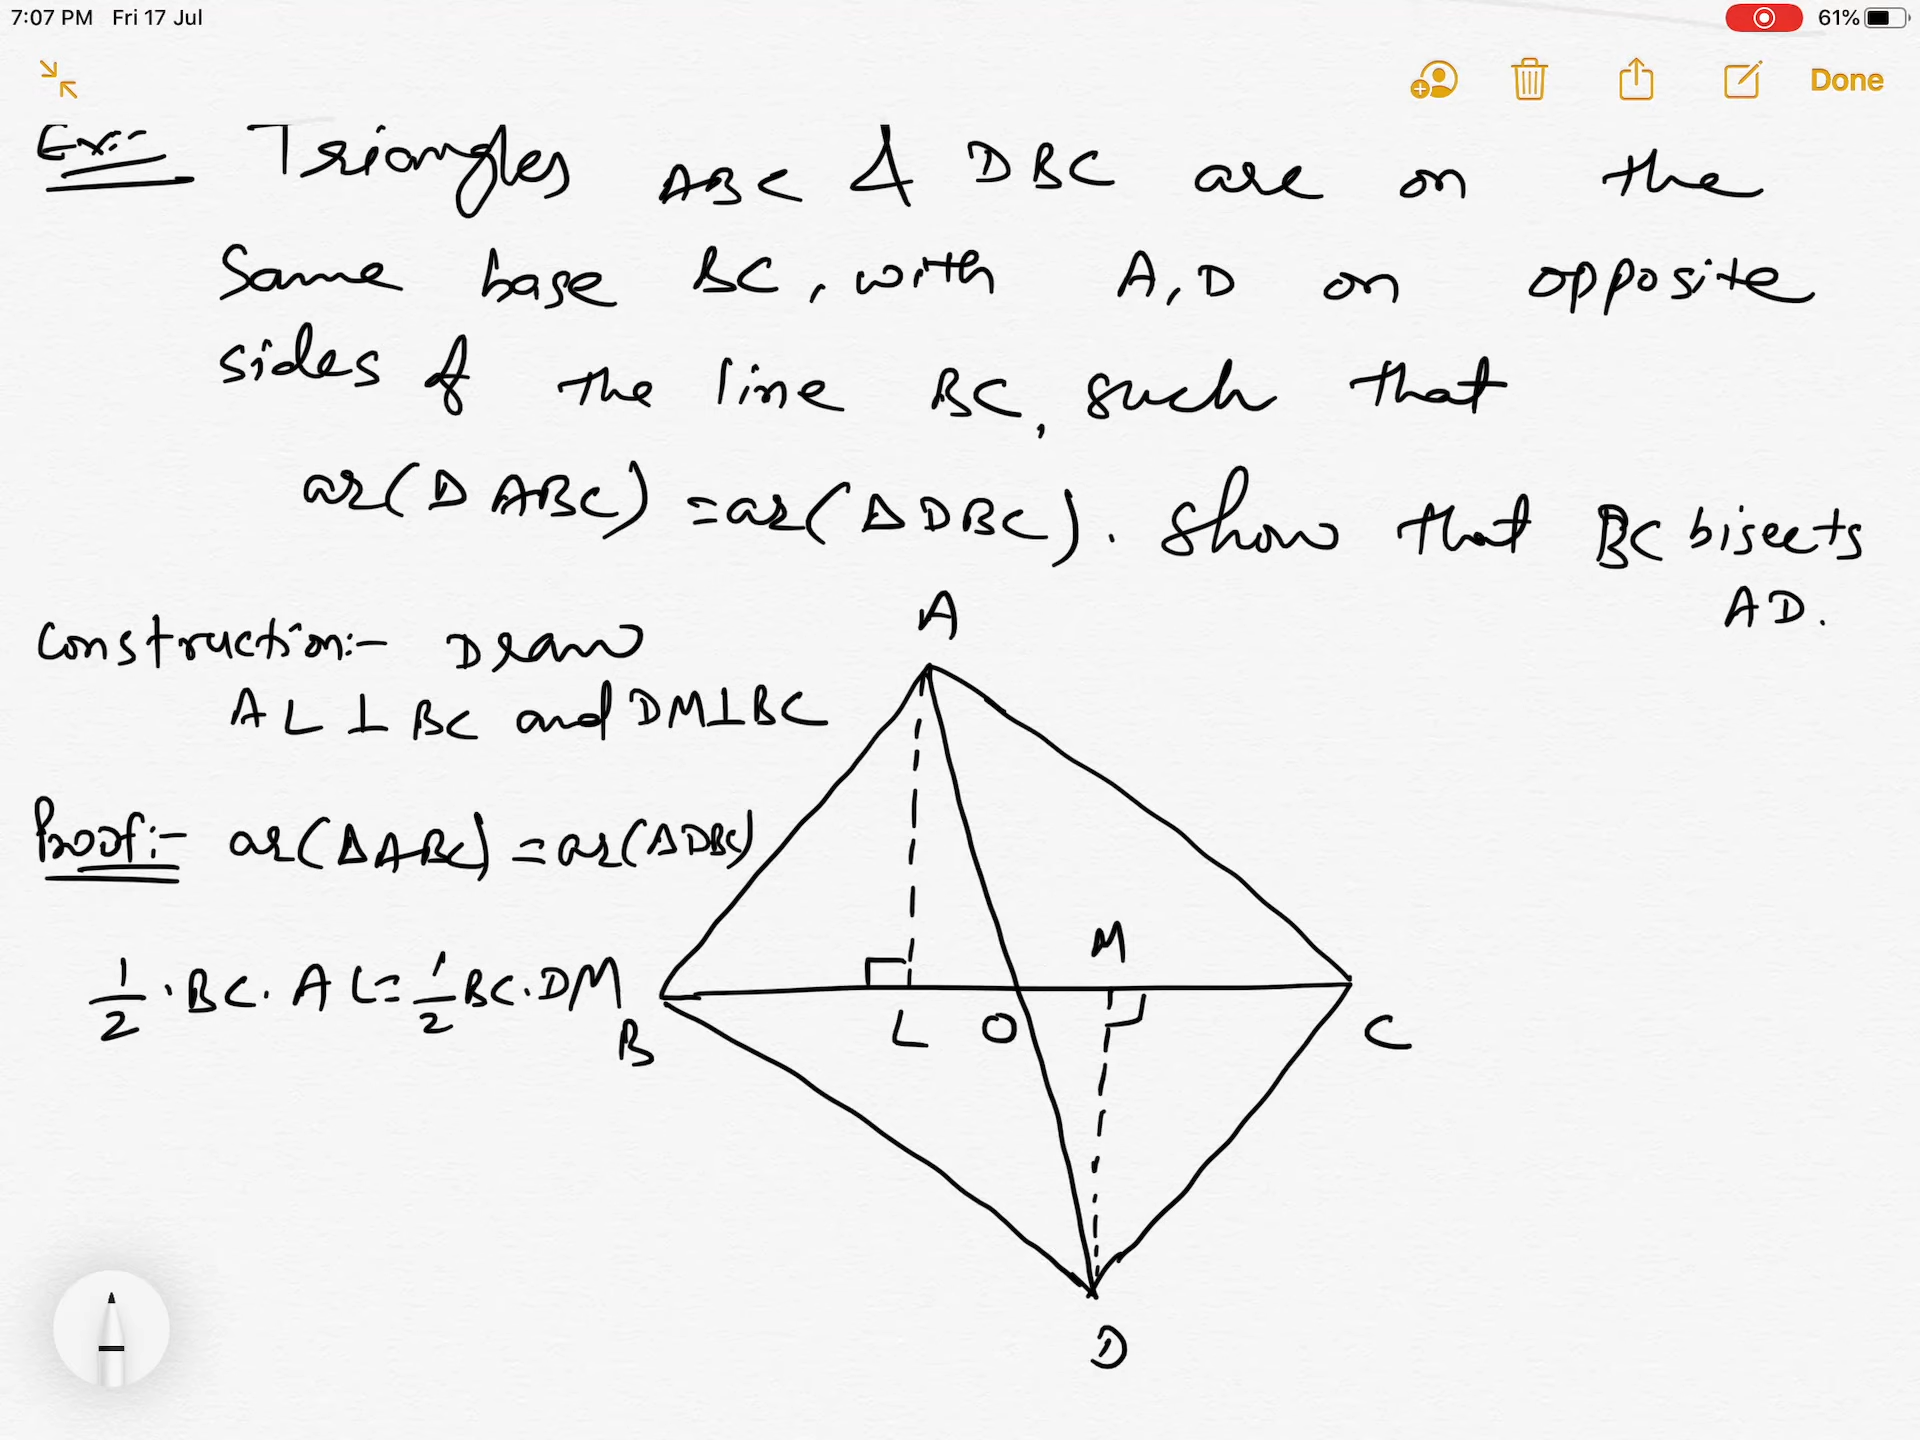 7:07 PM Fri 17 Jul
61%
Done
Ex:- Triangles ABC & DBC are on the
same base BC, with A, D on opposite
sides of the line BC, such that
ar(Δ ABC) = ar(Δ DBC). Show that BC bisects
AD.
Construction:- Draw
AL ⊥ BC and DM ⊥ BC
Proof:- ar(Δ ABC) = ar(Δ DBC)
1/2 · BC · AL = 1/2 BC · DM
A
M
B
L
O
C
D